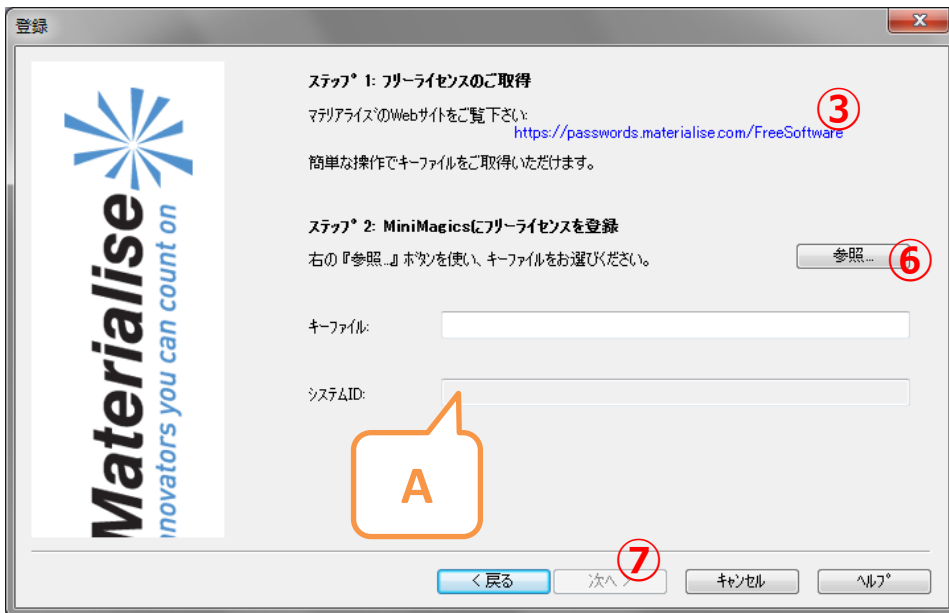 登録
ステップ 1: フリーライセンスのご取得
マテリアライズのWebサイトをご覧下さい:
③
https://passwords.materialise.com/FreeSoftware
簡単な操作でキーファイルをご取得いただけます。
ステップ 2: MiniMagicsにフリーライセンスを登録
右の『参照...』ボタンを使い、キーファイルをお選びください。
参照...
⑥
キーファイル:
システムID:
A
Materialise
innovators you can count on
⑦
< 戻る
次へ >
キャンセル
ヘルプ